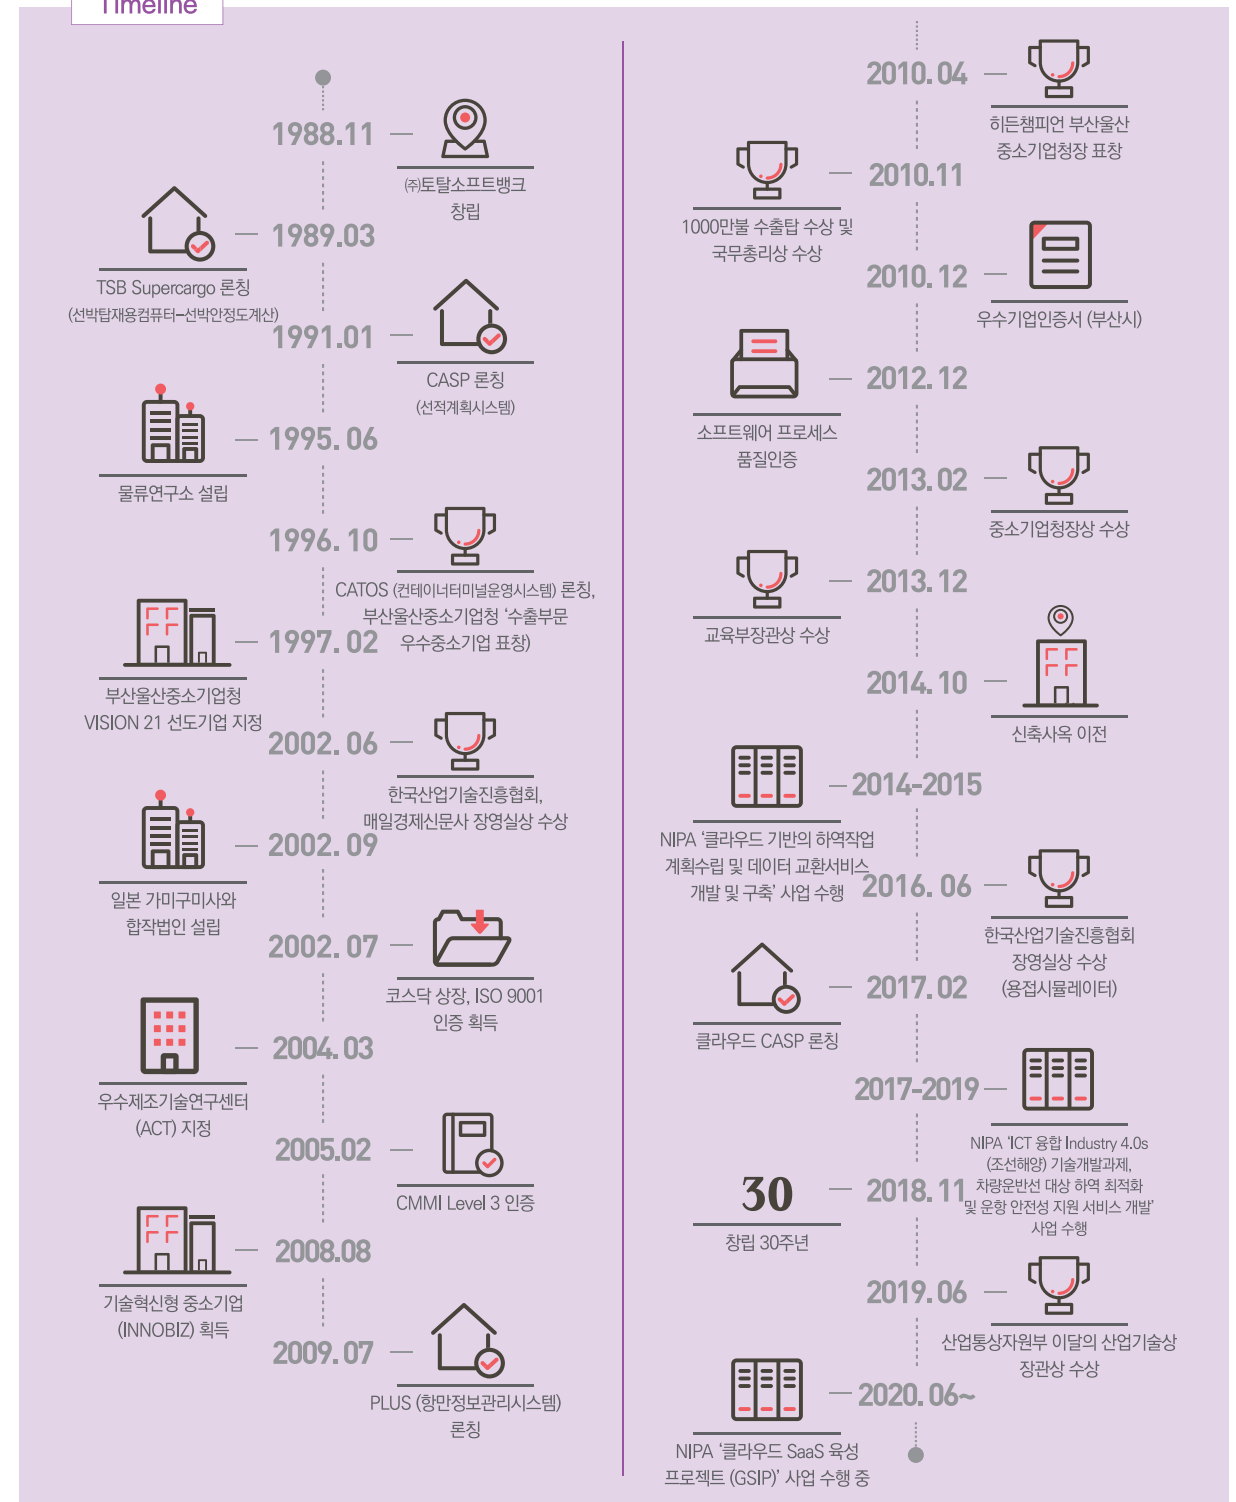 Timeline
1988.11
㈜토탈소프트뱅크
창립
1989.03
TSB Supercargo 론칭
(선박탑재용컴퓨터–선박안정도계산)
1991.01
CASP 론칭
(선적계획시스템)
1995.06
물류연구소 설립
1996.10
CATOS (컨테이너터미널운영시스템) 론칭,
부산울산중소기업청 ‘수출부문
우수중소기업 표창)
1997.02
부산울산중소기업청
VISION 21 선도기업 지정
2002.06
한국산업기술진흥협회,
매일경제신문사 장영실상 수상
2002.09
일본 가미구미사와
합작법인 설립
2002.07
코스닥 상장, ISO 9001
인증 획득
2004.03
우수제조기술연구센터
(ACT) 지정
2005.02
CMMI Level 3 인증
2008.08
기술혁신형 중소기업
(INNOBIZ) 획득
2009.07
PLUS (항만정보관리시스템)
론칭
2010.04
히든챔피언 부산울산
중소기업청장 표창
2010.11
1000만불 수출탑 수상 및
국무총리상 수상
2010.12
우수기업인증서 (부산시)
2012.12
소프트웨어 프로세스
품질인증
2013.02
중소기업청장상 수상
2013.12
교육부장관상 수상
2014.10
신축사옥 이전
2014-2015
NIPA ‘클라우드 기반의 하역작업
계획수립 및 데이터 교환서비스
개발 및 구축’ 사업 수행
2016.06
한국산업기술진흥협회
장영실상 수상
(용접시뮬레이터)
2017.02
클라우드 CASP 론칭
2017-2019
NIPA ‘ICT 융합 Industry 4.0s
(조선해양) 기술개발과제,
차량운반선 대상 하역 최적화
및 운항 안전성 지원 서비스 개발’
사업 수행
2018.11
30
창립 30주년
2019.06
산업통상자원부 이달의 산업기술상
장관상 수상
2020.06~
NIPA ‘클라우드 SaaS 육성
프로젝트 (GSIP)’ 사업 수행 중